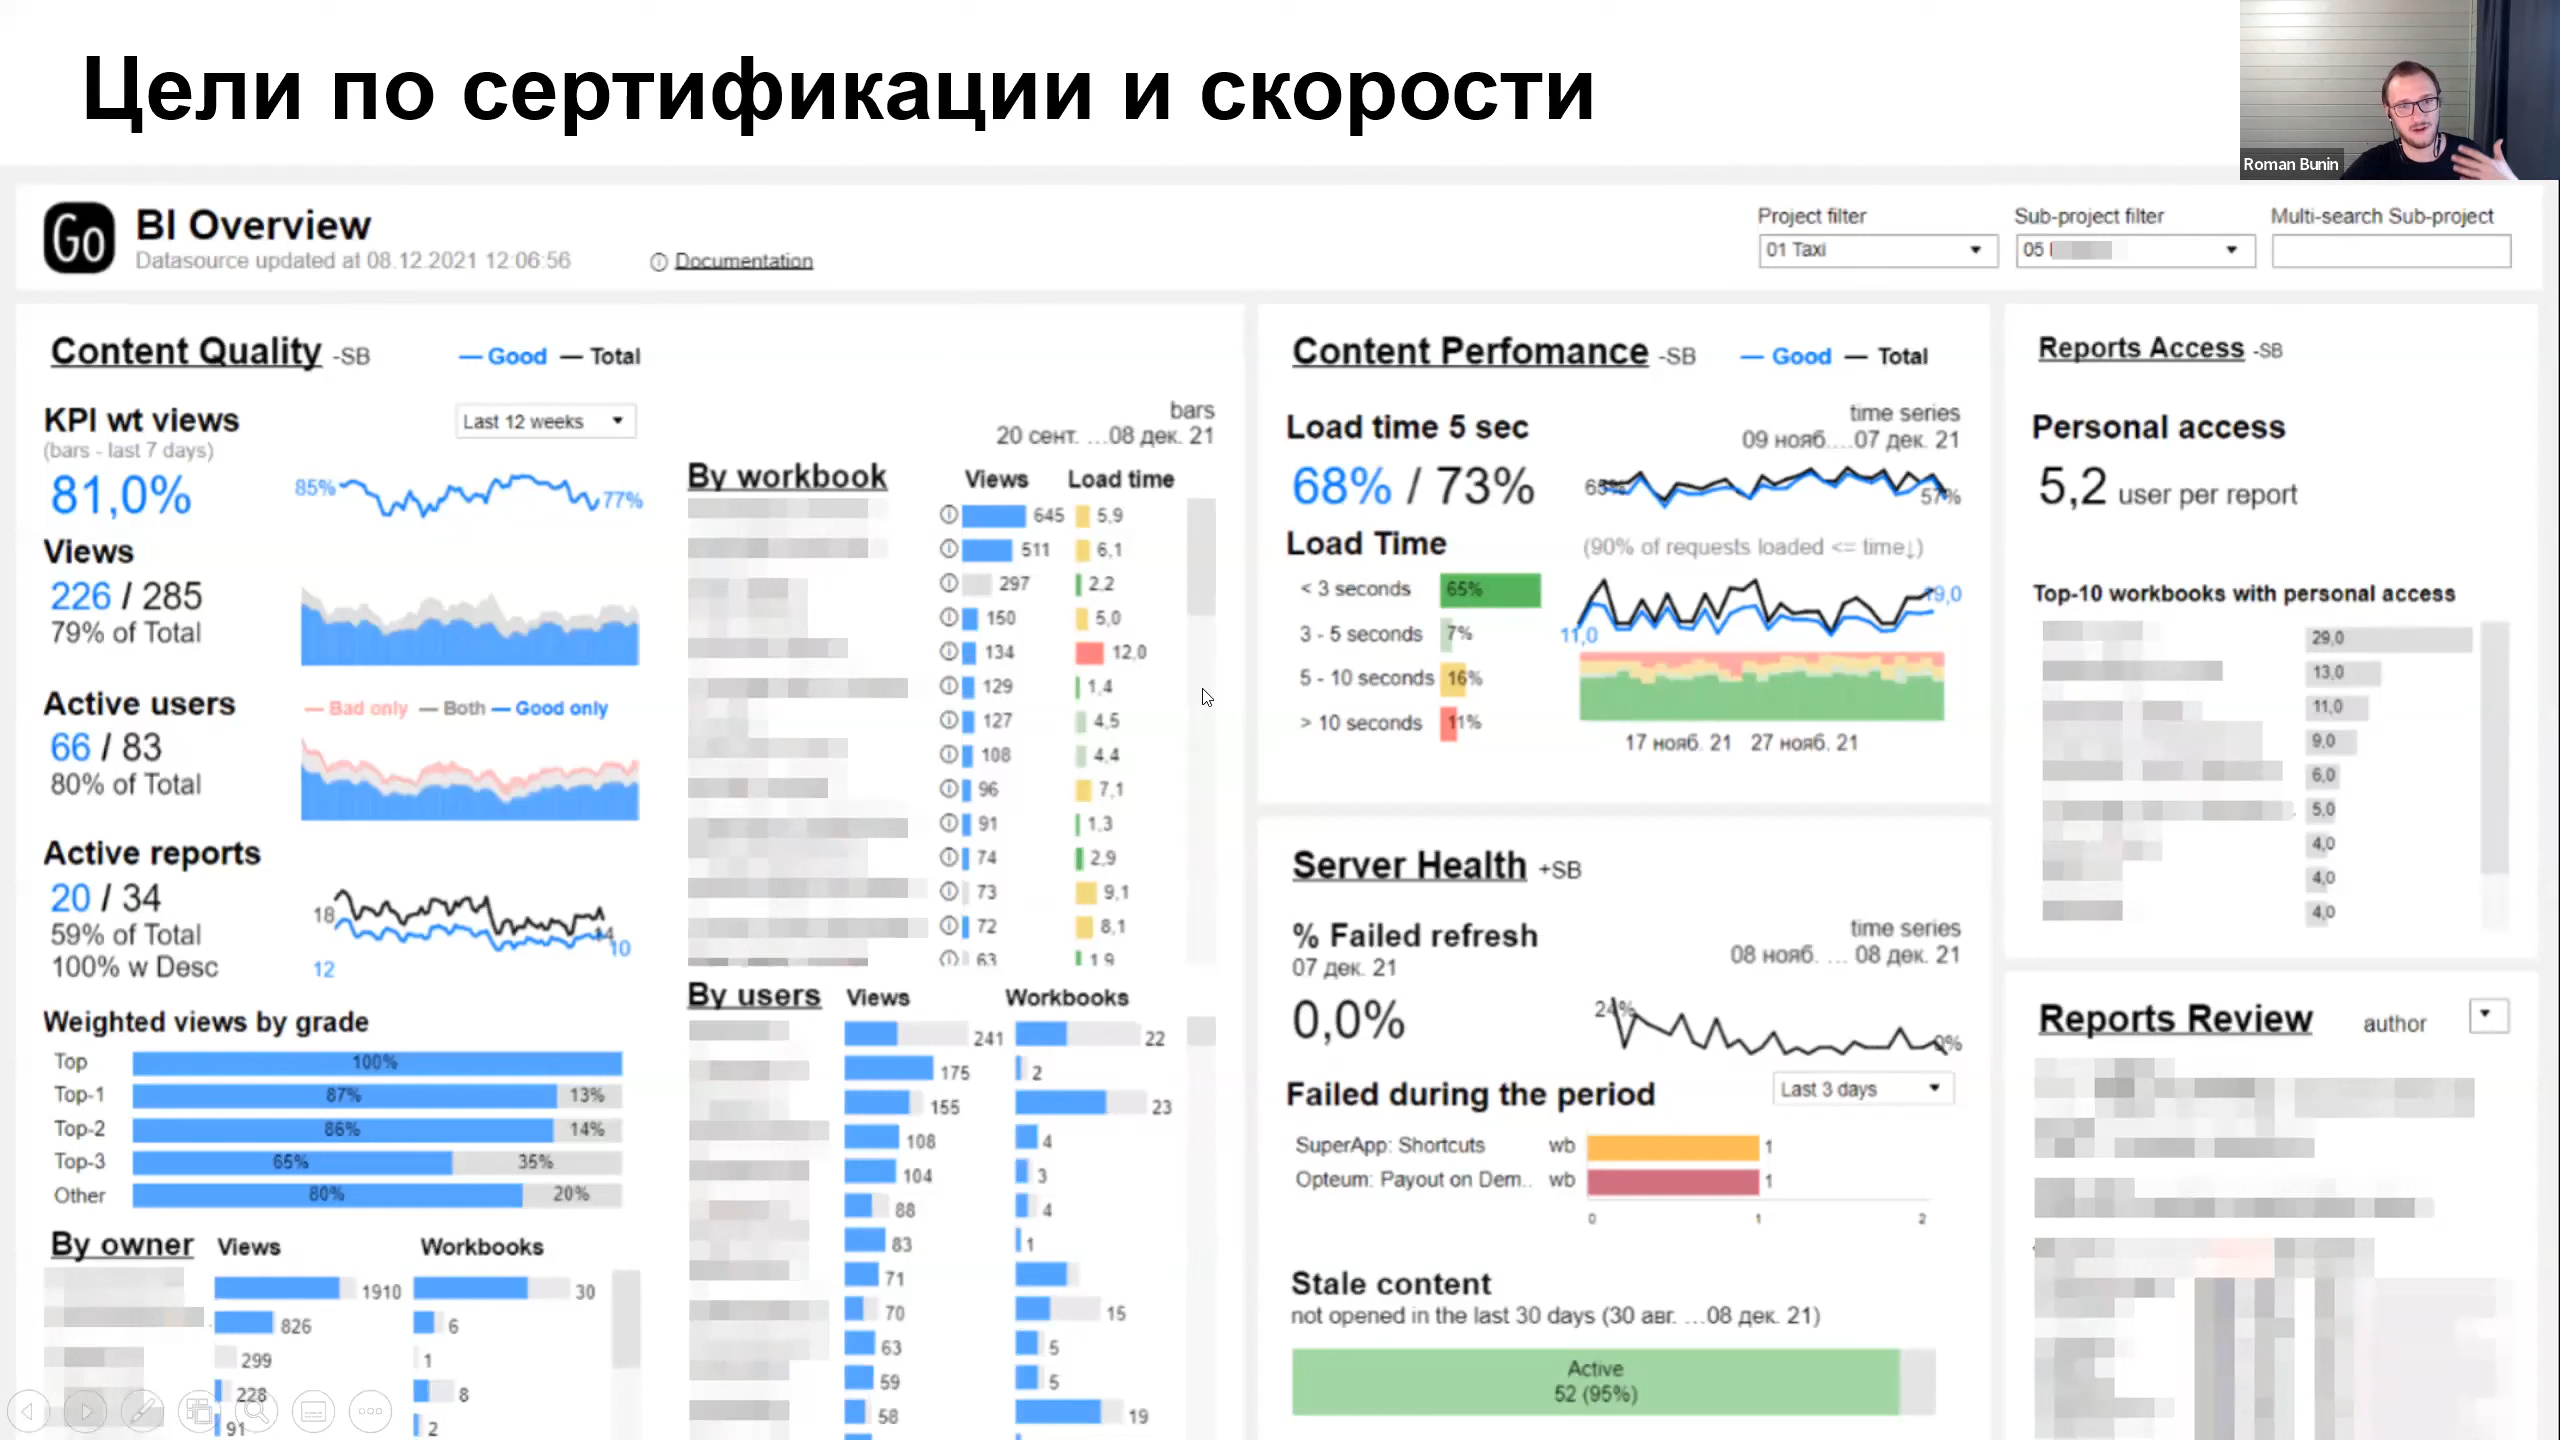 Цели по сертификации и скорости
Roman Bunin
Go
BI Overview
Datasource updated at 08.12.2021 12:06:56
Documentation
Project filter
01 Taxi
Sub-project filter
05
Multi-search Sub-project
Content Quality -SB
Good Total
KPI wt views
(bars - last 7 days)
81,0%
Last 12 weeks
85%
77%
Views
226 / 285
79% of Total
Active users
66 / 83
80% of Total
Bad only Both Good only
Active reports
20 / 34
59% of Total
100% w Desc
18
12
14
10
Weighted views by grade
Top 100%
Top-1 87% 13%
Top-2 86% 14%
Top-3 65% 35%
Other 80% 20%
By owner Views Workbooks
1910 30
826 6
299 1
228 8
91 2
bars
20 сент. ...08 дек. 21
By workbook Views Load time
645 5,9
511 6,1
297 2,2
150 5,0
134 12,0
129 1,4
127 4,5
108 4,4
96 7,1
91 1,3
74 2,9
73 9,1
72 8,1
63 1,9
By users Views Workbooks
241 22
175 2
155 23
108 4
104 3
88 4
83 1
71
70 15
63 5
59 5
58 19
Content Perfomance -SB
Good Total
Load time 5 sec
68% / 73%
time series
09 нояб....07 дек. 21
57%
Load Time
(90% of requests loaded <= time↓)
< 3 seconds 65%
3 - 5 seconds 7%
5 - 10 seconds 16%
> 10 seconds 11%
11,0
19,0
17 нояб. 21 27 нояб. 21
Server Health +SB
% Failed refresh
07 дек. 21
0,0%
time series
08 нояб. ... 08 дек. 21
24%
0%
Failed during the period
Last 3 days
SuperApp: Shortcuts wb 1
Opteum: Payout on Dem.. wb 1
0 1 2
Stale content
not opened in the last 30 days (30 авг. ...08 дек. 21)
Active
52 (95%)
Reports Access -SB
Personal access
5,2 user per report
Top-10 workbooks with personal access
29,0
13,0
11,0
9,0
6,0
5,0
4,0
4,0
4,0
Reports Review
author